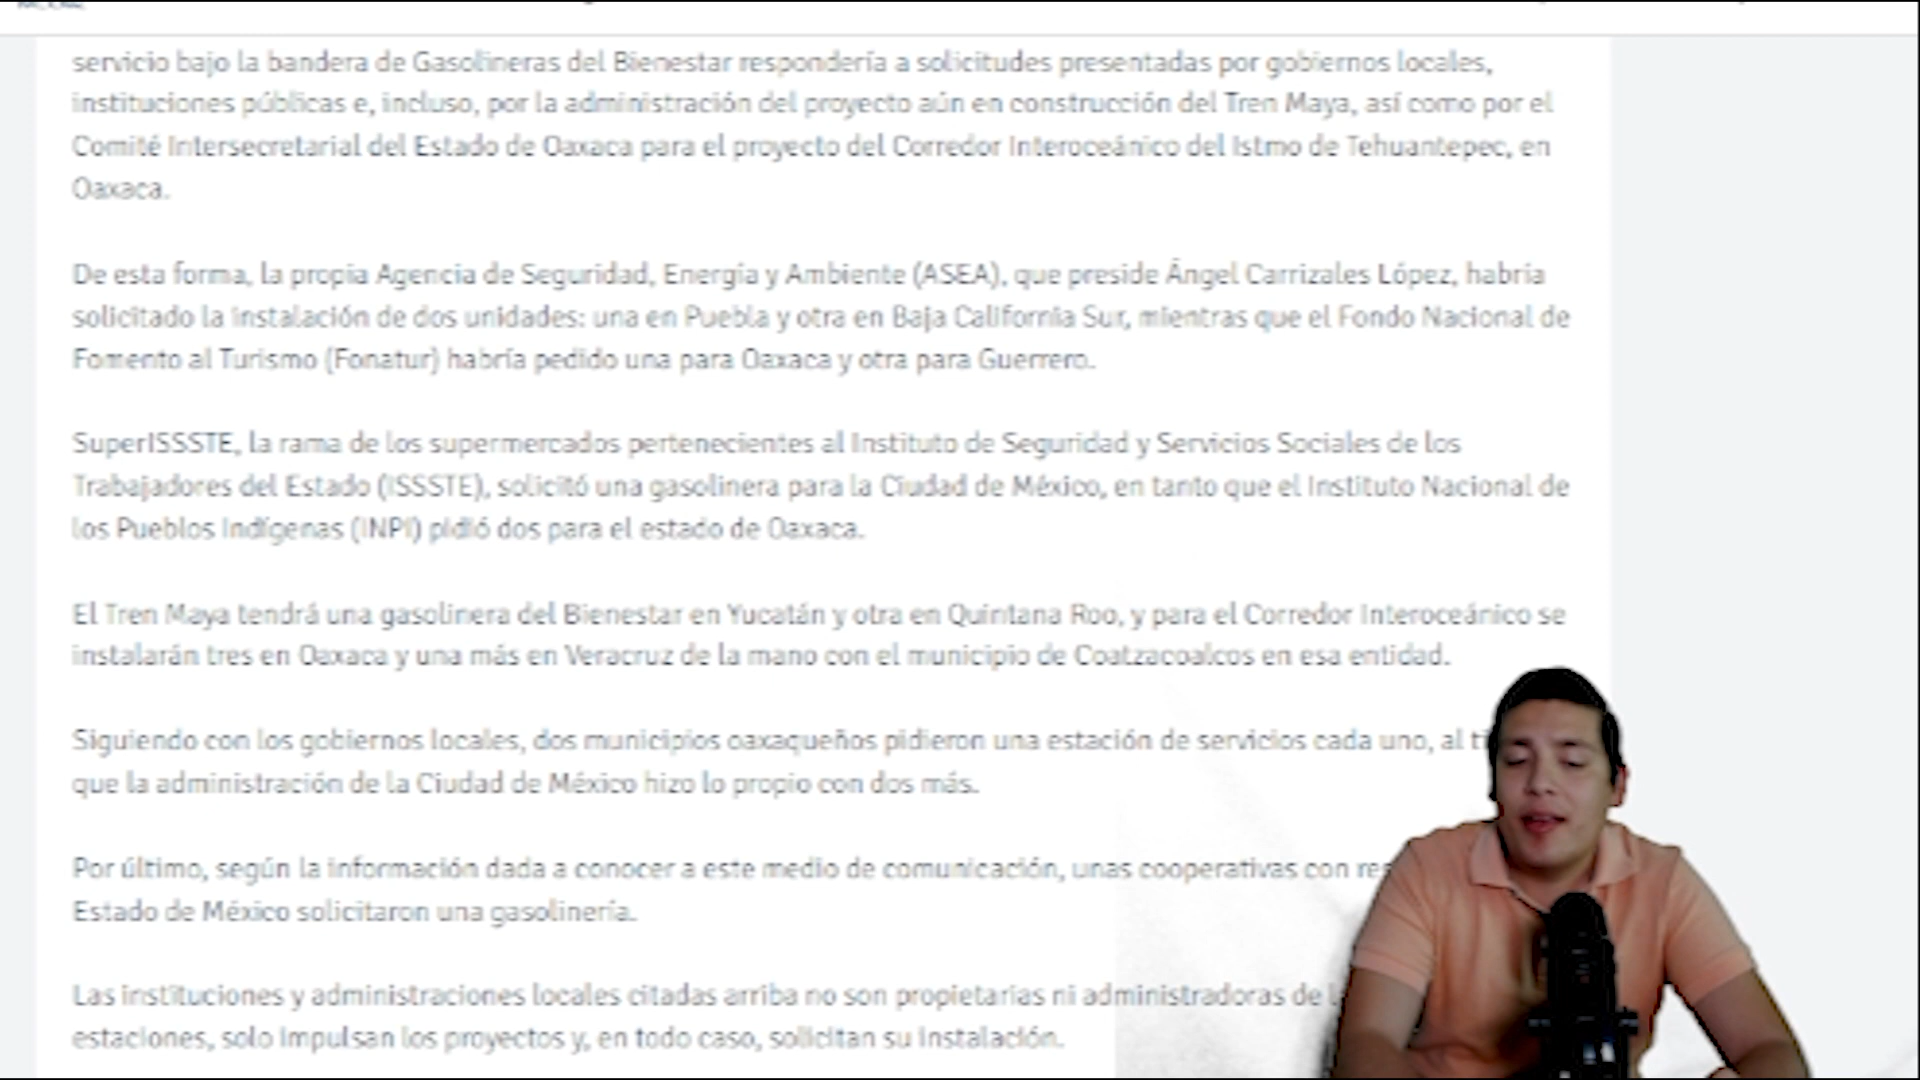 servicio bajo la bandera de Gasolineras del Bienestar respondería a solicitudes presentadas por gobiernos locales,
instituciones públicas e, incluso, por la administración del proyecto aún en construcción del Tren Maya, así como por el
Comité Intersecretarial del Estado de Oaxaca para el proyecto del Corredor Interoceánico del Istmo de Tehuantepec, en
Oaxaca.
De esta forma, la propia Agencia de Seguridad, Energía y Ambiente (ASEA), que preside Ángel Carrizales López, habría
solicitado la instalación de dos unidades: una en Puebla y otra en Baja California Sur, mientras que el Fondo Nacional de
Fomento al Turismo (Fonatur) habría pedido una para Oaxaca y otra para Guerrero.
SuperISSSTE, la rama de los supermercados pertenecientes al Instituto de Seguridad y Servicios Sociales de los
Trabajadores del Estado (ISSSTE), solicitó una gasolinera para la Ciudad de México, en tanto que el Instituto Nacional de
los Pueblos Indígenas (INPI) pidió dos para el estado de Oaxaca.
El Tren Maya tendrá una gasolinera del Bienestar en Yucatán y otra en Quintana Roo, y para el Corredor Interoceánico se
instalarán tres en Oaxaca y una más en Veracruz de la mano con el municipio de Coatzacoalcos en esa entidad.
Siguiendo con los gobiernos locales, dos municipios oaxaqueños pidieron una estación de servicios cada uno, al
que la administración de la Ciudad de México hizo lo propio con dos más.
Por último, según la información dada a conocer a este medio de comunicación, unas cooperativas con
Estado de México solicitaron una gasolinería.
Las instituciones y administraciones locales citadas arriba no son propietarias ni administradoras de
estaciones, solo impulsan los proyectos y, en todo caso, solicitan su instalación.